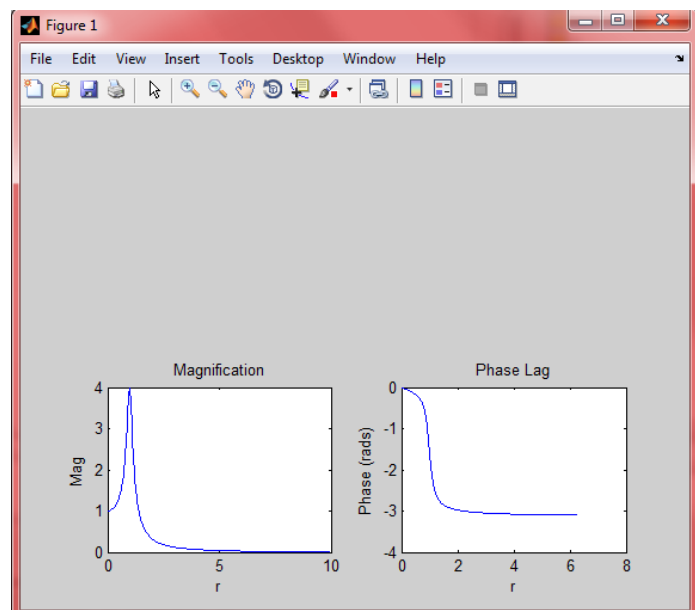 Figure 1
File Edit View Insert Tools Desktop Window Help
Magnification
4
3
2
1
0
Mag
0 5 10
r
Phase Lag
0
-1
-2
-3
-4
Phase (rads)
0 2 4 6 8
r